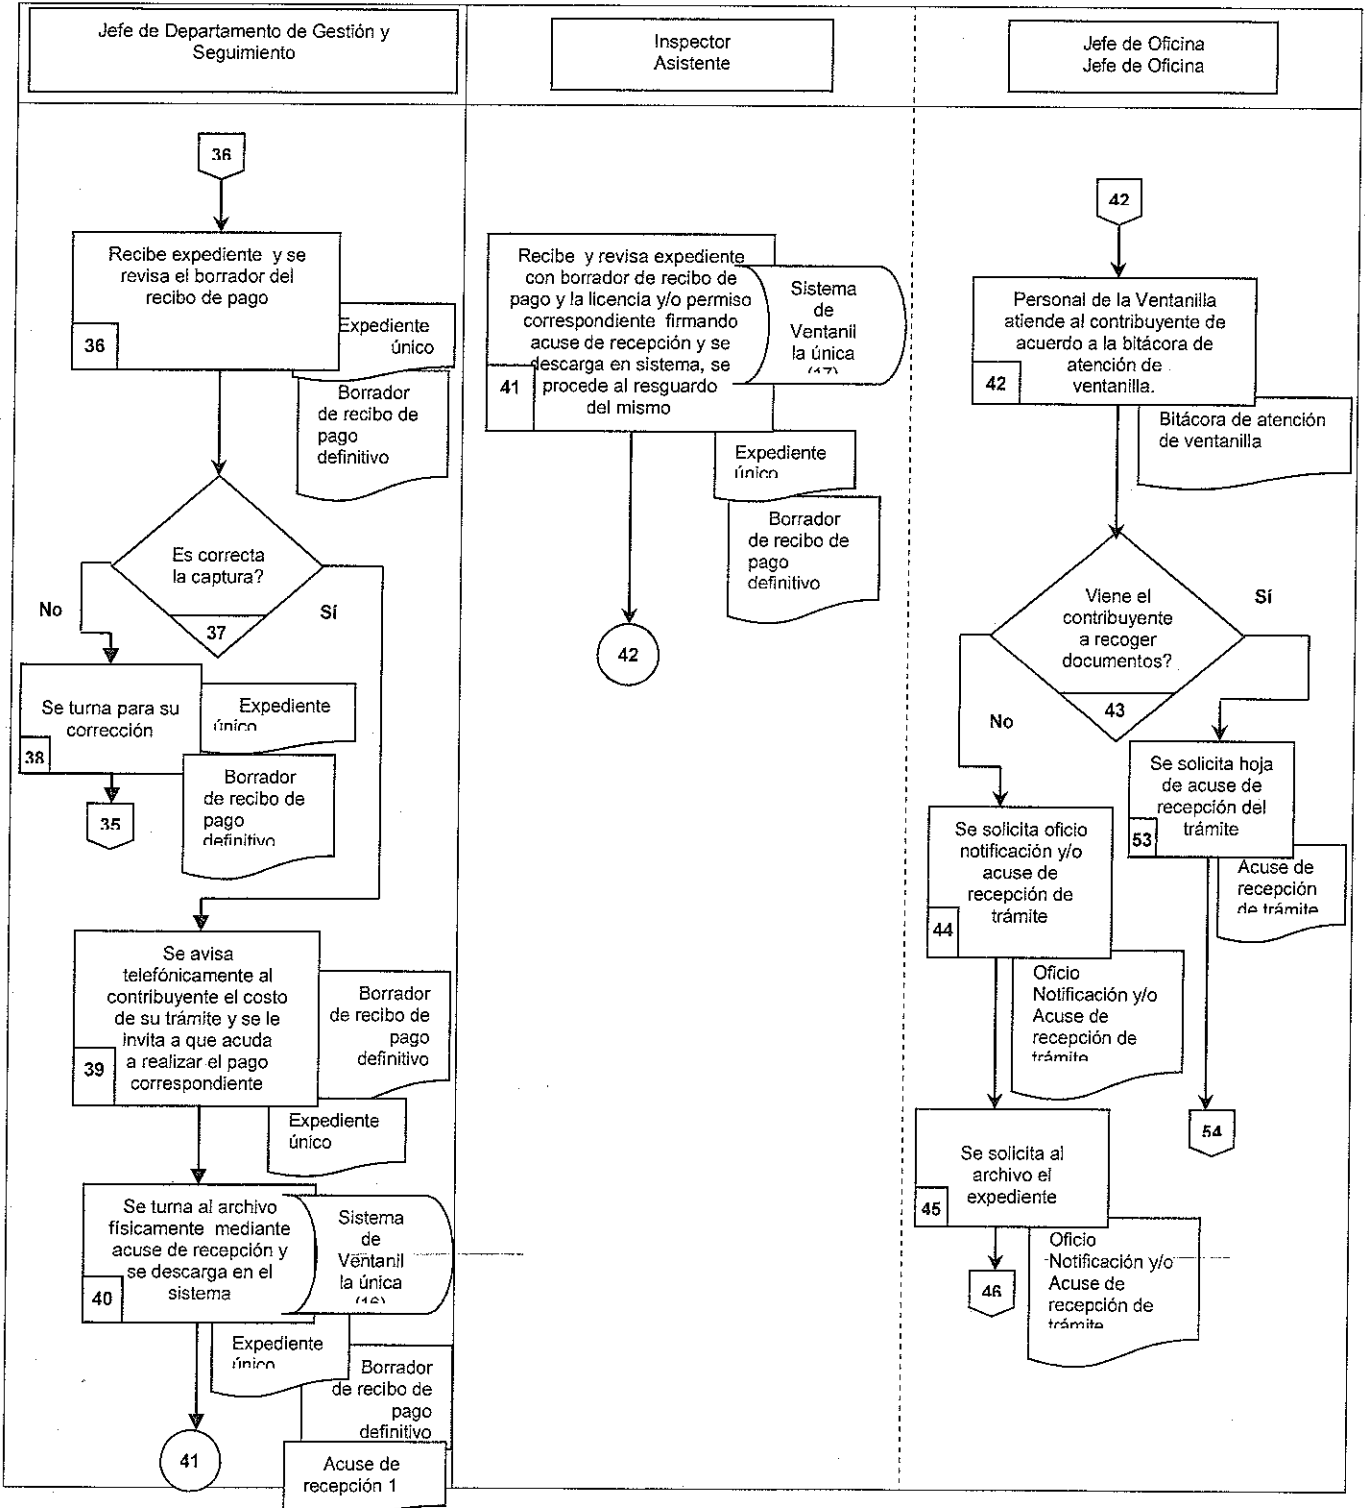 Jefe de Departamento de Gestión y
Seguimiento
Inspector
Asistente
Jefe de Oficina
Jefe de Oficina
36
Recibe expediente y se
revisa el borrador del
recibo de pago
36
Expediente
único
Borrador
de recibo de
pago
definitivo
Es correcta
la captura?
37
No
Sí
Se turna para su
corrección
38
Expediente
único
Borrador
de recibo de
pago
definitivo
35
Se avisa
telefónicamente al
contribuyente el costo
de su trámite y se le
invita a que acuda
a realizar el pago
correspondiente
39
Borrador
de recibo de
pago
definitivo
Expediente
único
Se turna al archivo
físicamente mediante
acuse de recepción y
se descarga en el
sistema
40
Sistema
de
Ventanil
la única
(16)
Expediente
único
Borrador
de recibo de
pago
definitivo
Acuse de
recepción 1
41
Recibe y revisa expediente
con borrador de recibo de
pago y la licencia y/o permiso
correspondiente firmando
acuse de recepción y se
descarga en sistema, se
procede al resguardo
del mismo
41
Sistema
de
Ventanil
la única
(17)
Expediente
único
Borrador
de recibo de
pago
definitivo
42
42
Personal de la Ventanilla
atiende al contribuyente de
acuerdo a la bitácora de
atención de
ventanilla.
42
Bitácora de atención
de ventanilla
Viene el
contribuyente
a recoger
documentos?
43
Sí
No
Se solicita hoja
de acuse de
recepción del
trámite
53
Acuse de
recepción
de trámite
54
Se solicita oficio
notificación y/o
acuse de
recepción de
trámite
44
Oficio
Notificación y/o
Acuse de
recepción de
trámite
Se solicita al
archivo el
expediente
45
Oficio
Notificación y/o
Acuse de
recepción de
trámite
46